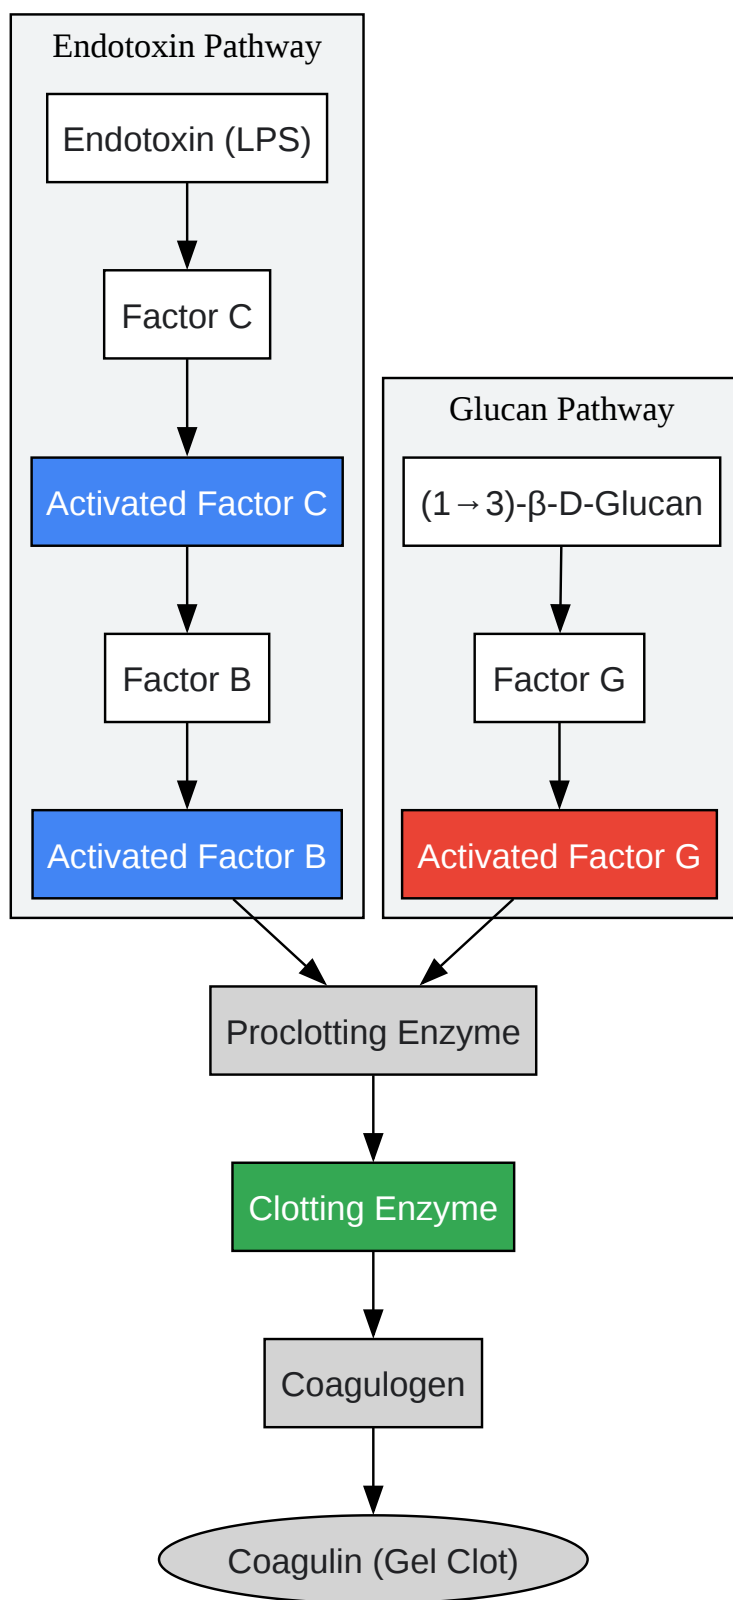 Endotoxin Pathway
Endotoxin (LPS)
Factor C
Activated Factor C
Factor B
Activated Factor B
Glucan Pathway
(1→3)-β-D-Glucan
Factor G
Activated Factor G
Proclotting Enzyme
Clotting Enzyme
Coagulogen
Coagulin (Gel Clot)